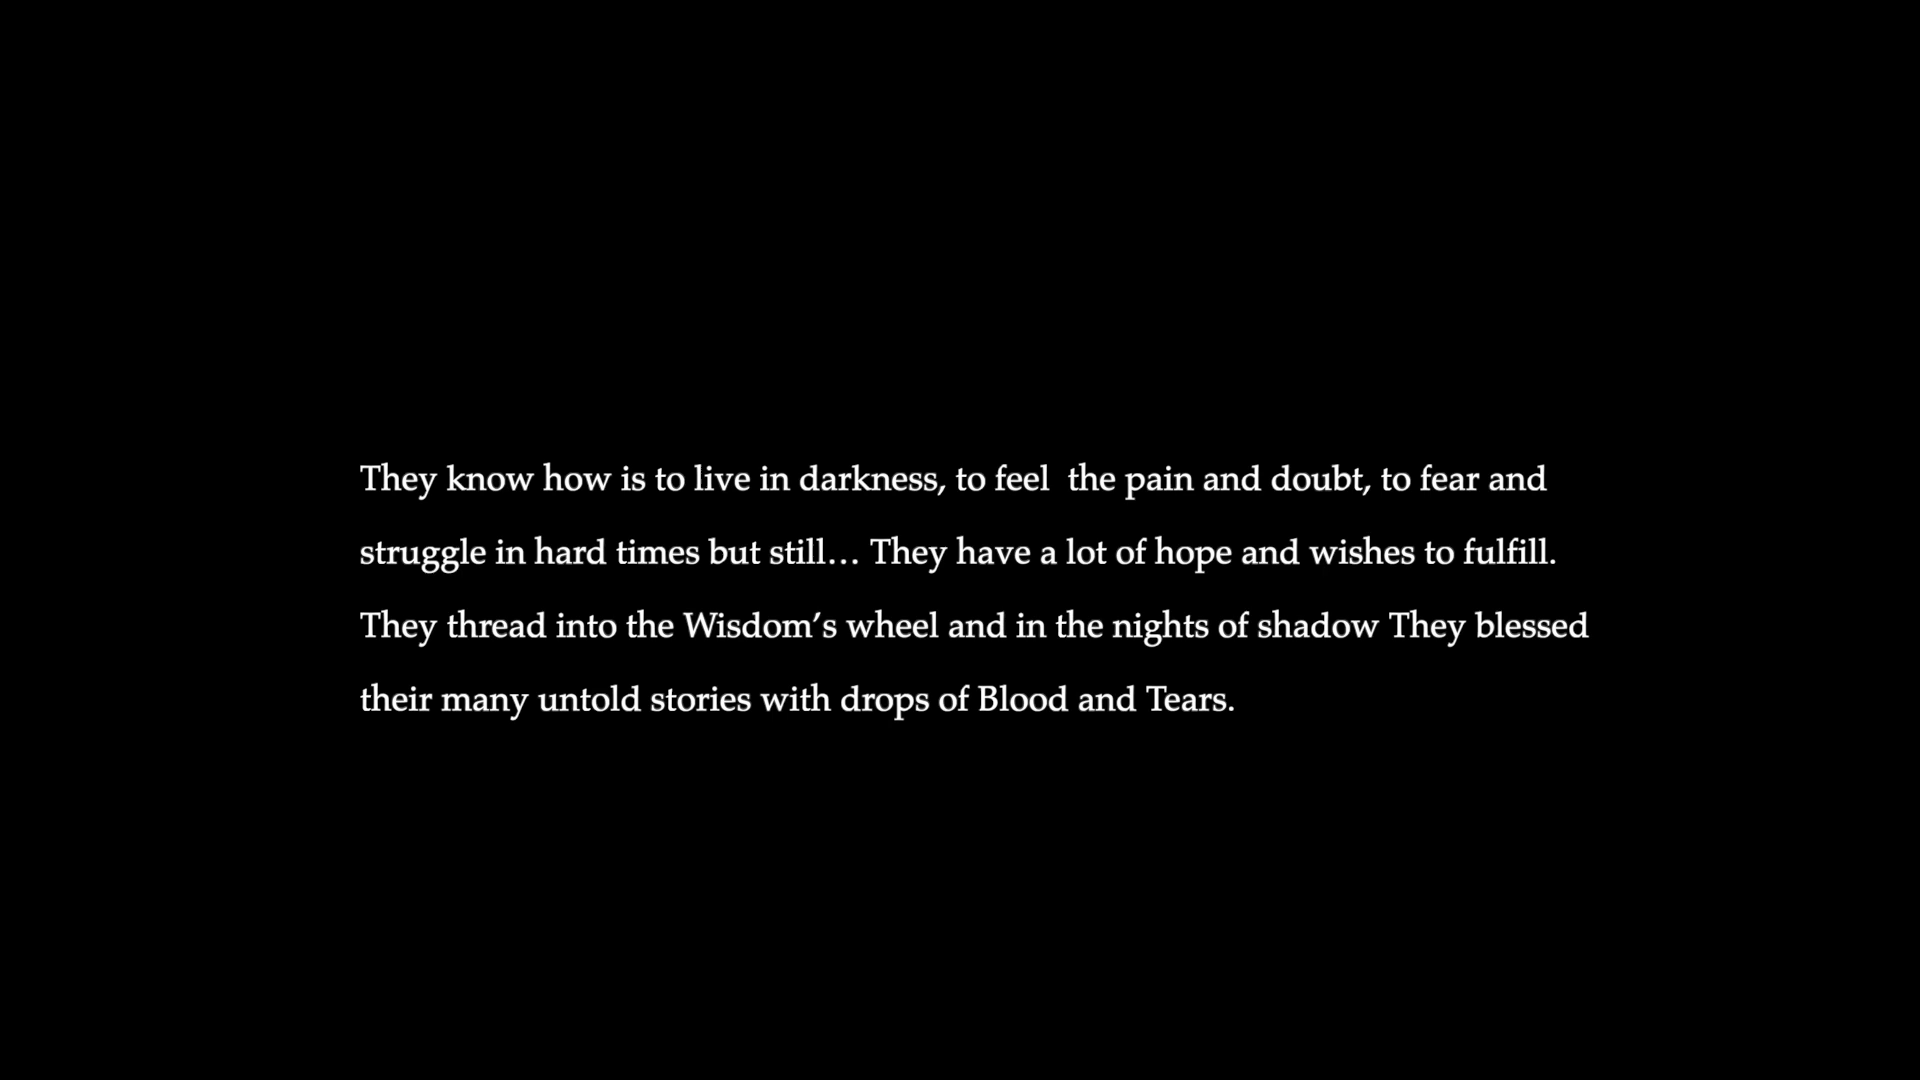 They know how is to live in darkness, to feel  the pain and doubt, to fear and
struggle in hard times but still… They have a lot of hope and wishes to fulfill.
They thread into the Wisdom’s wheel and in the nights of shadow They blessed
their many untold stories with drops of Blood and Tears.